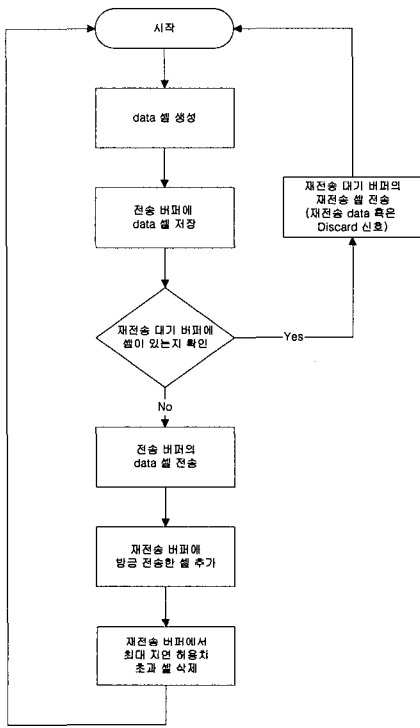 시작
data 셀 생성
전송 버퍼에
data 셀 저장
재전송 대기 버퍼의
재전송 셀 전송
(재전송 data 혹은
Discard 신호)
재전송 대기 버퍼에
셀이 있는지 확인
Yes
No
전송 버퍼의
data 셀 전송
재전송 버퍼에
방금 전송한 셀 추가
재전송 버퍼에서
최대 지연 허용치
초과 셀 삭제